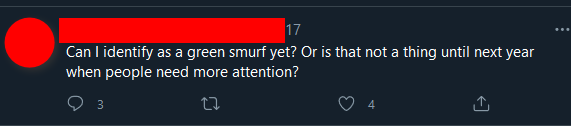 17
Can I identify as a green smurf yet? Or is that not a thing until next year
when people need more attention?
3
4